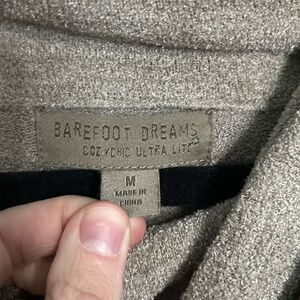 BAREFOOT DREAMS
COZYCHIC ULTRA LITE
M
MADE IN
CHINA